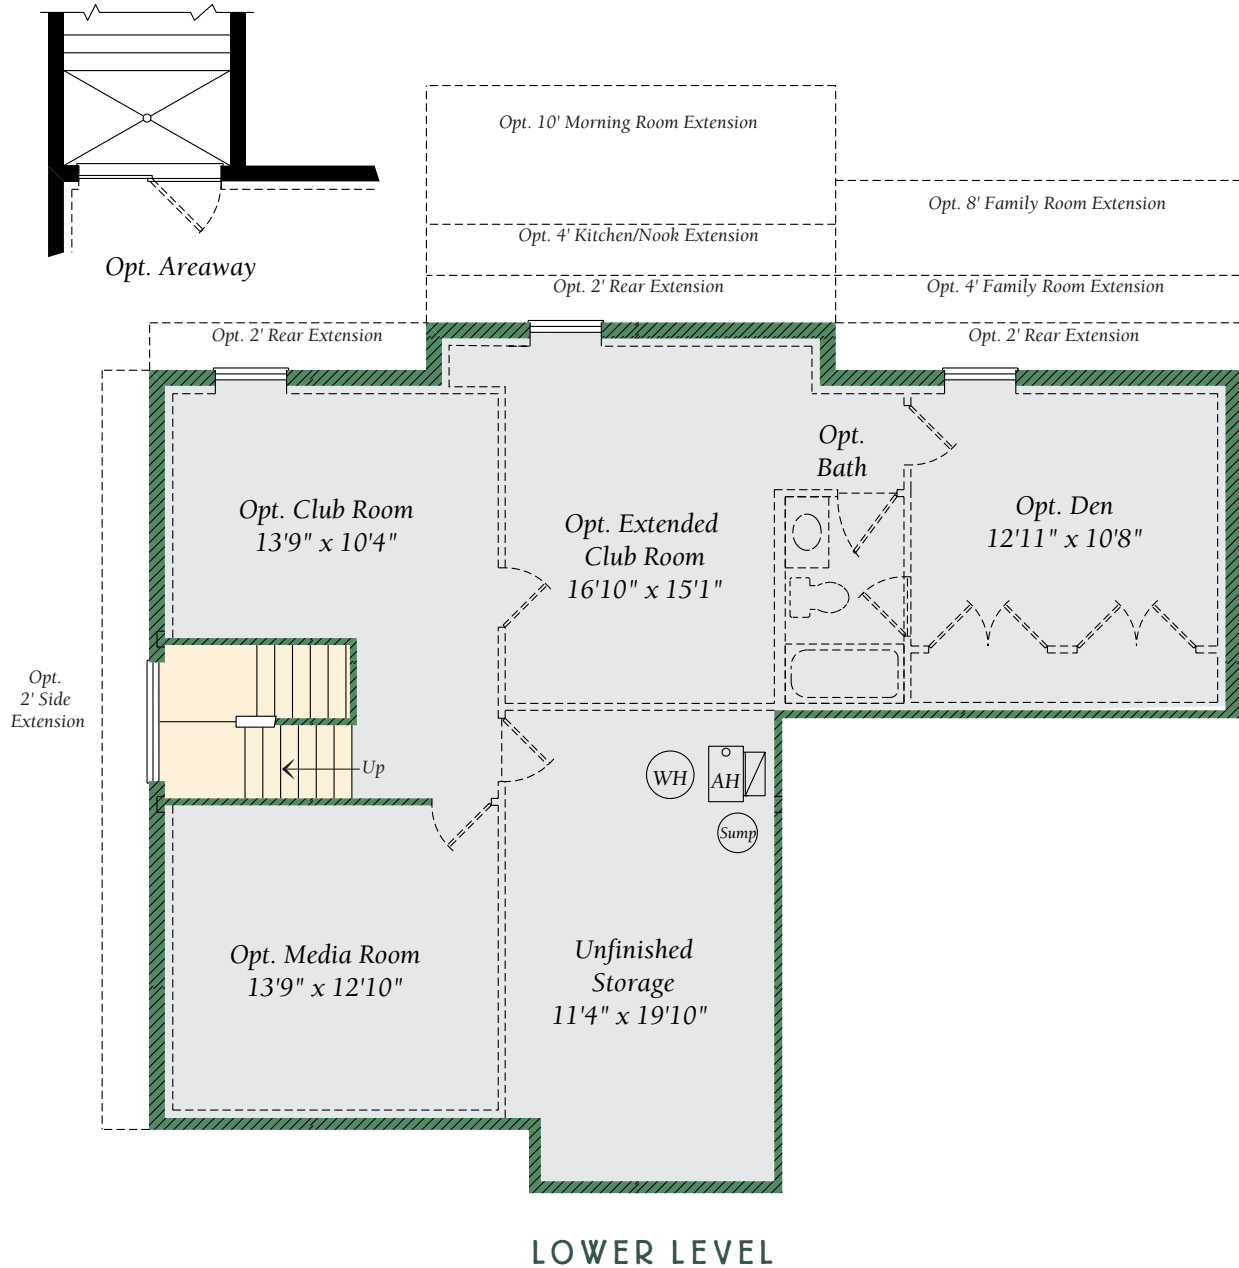 Opt. 10' Morning Room Extension
Opt. 8' Family Room Extension
Opt. 4' Kitchen/Nook Extension
Opt. Areaway
Opt. 2' Rear Extension
Opt. 4' Family Room Extension
Opt. 2' Rear Extension
Opt. 2' Rear Extension
Opt.
Bath
Opt. Club Room
13'9" x 10'4"
Opt. Extended
Club Room
16'10" x 15'1"
Opt. Den
12'11" x 10'8"
Opt.
2' Side
Extension
Up
WH
AH
Sump
Opt. Media Room
13'9" x 12'10"
Unfinished
Storage
11'4" x 19'10"
LOWER LEVEL